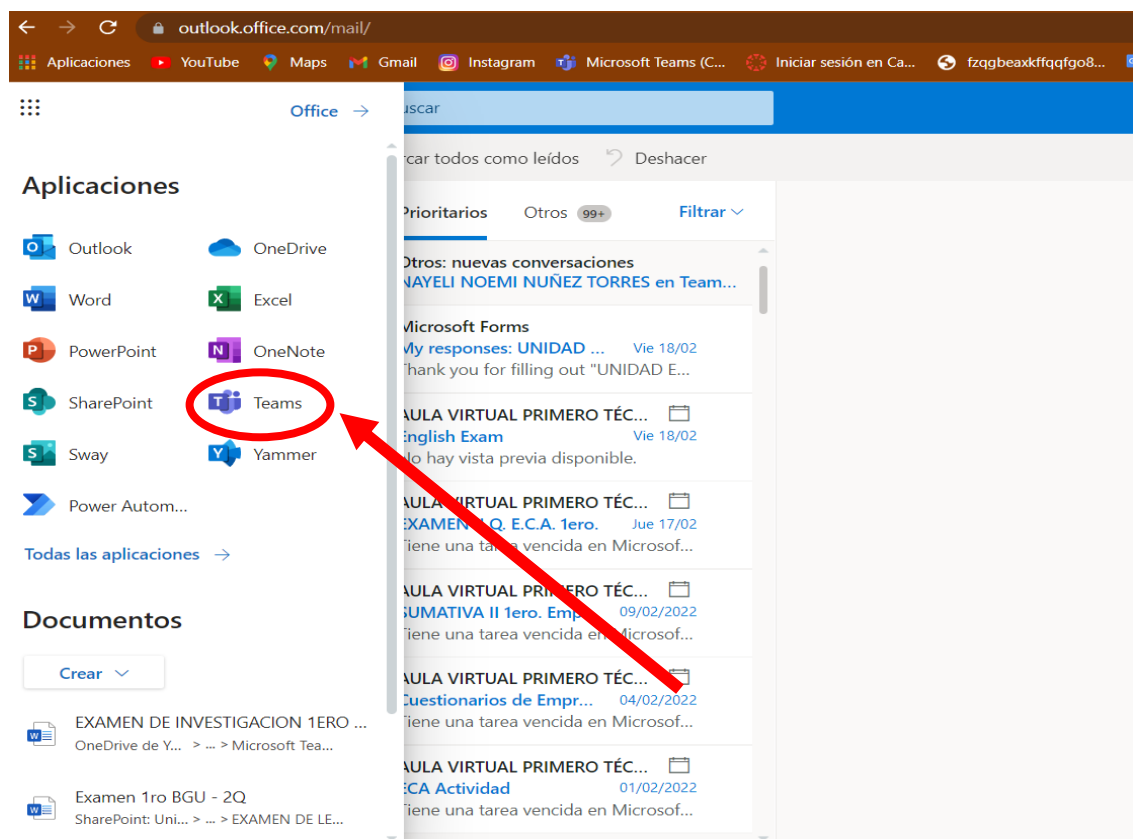 outlook.office.com/mail/
Aplicaciones YouTube Maps Gmail Instagram Microsoft Teams (C... Iniciar sesión en Ca... fzqgbeaxkffqqfgo8...
Office →
uscar
car todos como leídos Deshacer
Aplicaciones
Outlook OneDrive
Word Excel
PowerPoint OneNote
SharePoint Teams
Sway Yammer
Power Autom...
Todas las aplicaciones →
Documentos
Crear
EXAMEN DE INVESTIGACION 1ERO ...
OneDrive de Y... > ... > Microsoft Tea...
Examen 1ro BGU - 2Q
SharePoint: Uni... > ... > EXAMEN DE LE...
Prioritarios Otros 99+ Filtrar
Otros: nuevas conversaciones
NAYELI NOEMI NUÑEZ TORRES en Team...
Microsoft Forms
My responses: UNIDAD ... Vie 18/02
Thank you for filling out "UNIDAD E...
AULA VIRTUAL PRIMERO TÉC...
English Exam Vie 18/02
No hay vista previa disponible.
AULA VIRTUAL PRIMERO TÉC...
EXAMEN Q. E.C.A. 1ero. Jue 17/02
Tiene una tarea vencida en Microsof...
AULA VIRTUAL PRIMERO TÉC...
SUMATIVA II 1ero. Emp 09/02/2022
Tiene una tarea vencida en Microsof...
AULA VIRTUAL PRIMERO TÉC...
Cuestionarios de Empr... 04/02/2022
Tiene una tarea vencida en Microsof...
AULA VIRTUAL PRIMERO TÉC...
ECA Actividad 01/02/2022
Tiene una tarea vencida en Microsof...